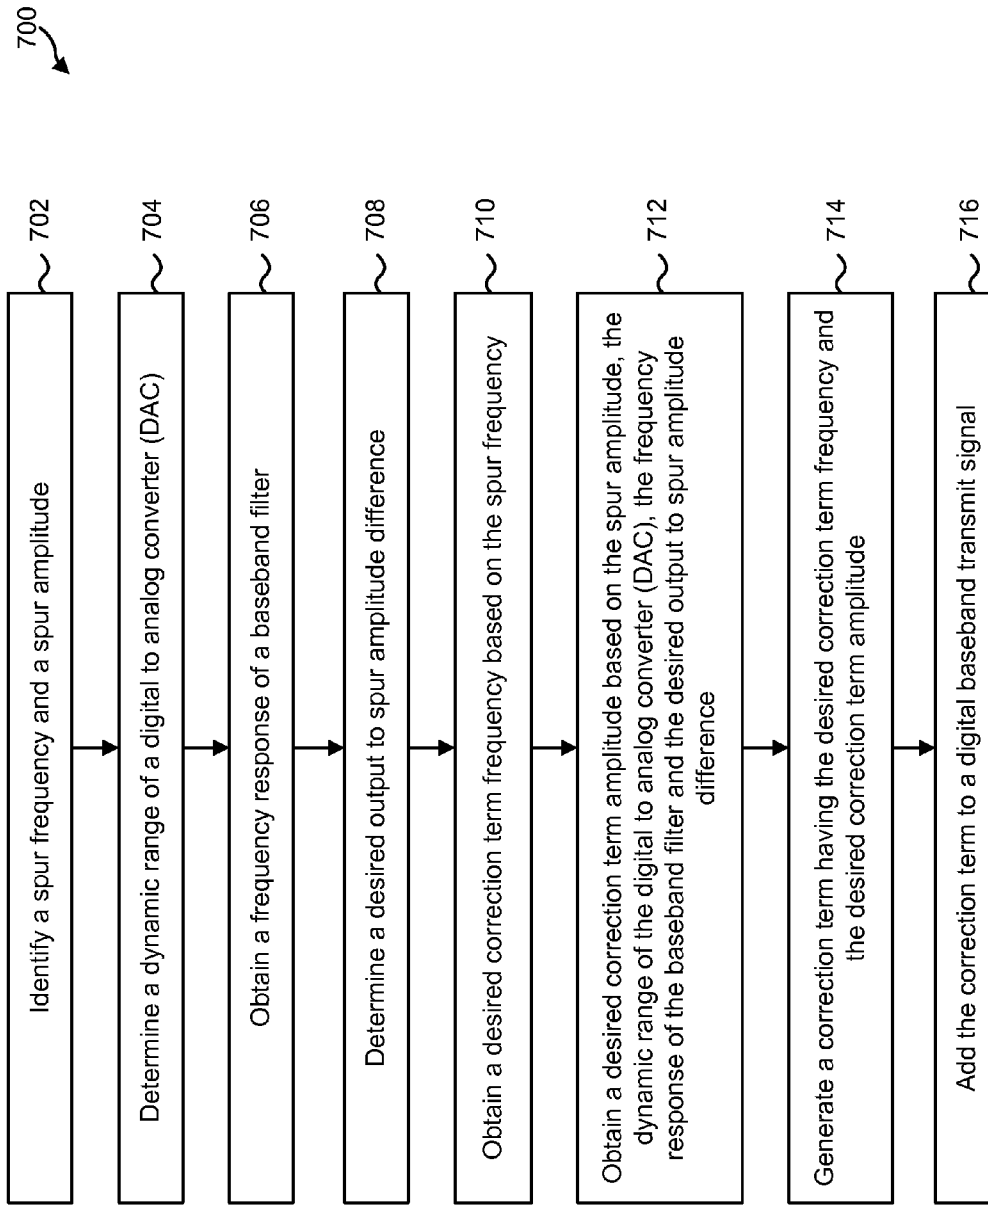 700
Identify a spur frequency and a spur amplitude
702
Determine a dynamic range of a digital to analog converter (DAC)
704
Obtain a frequency response of a baseband filter
706
Determine a desired output to spur amplitude difference
708
Obtain a desired correction term frequency based on the spur frequency
710
Obtain a desired correction term amplitude based on the spur amplitude, the
dynamic range of the digital to analog converter (DAC), the frequency
response of the baseband filter and the desired output to spur amplitude
difference
712
Generate a correction term having the desired correction term frequency and
the desired correction term amplitude
714
Add the correction term to a digital baseband transmit signal
716